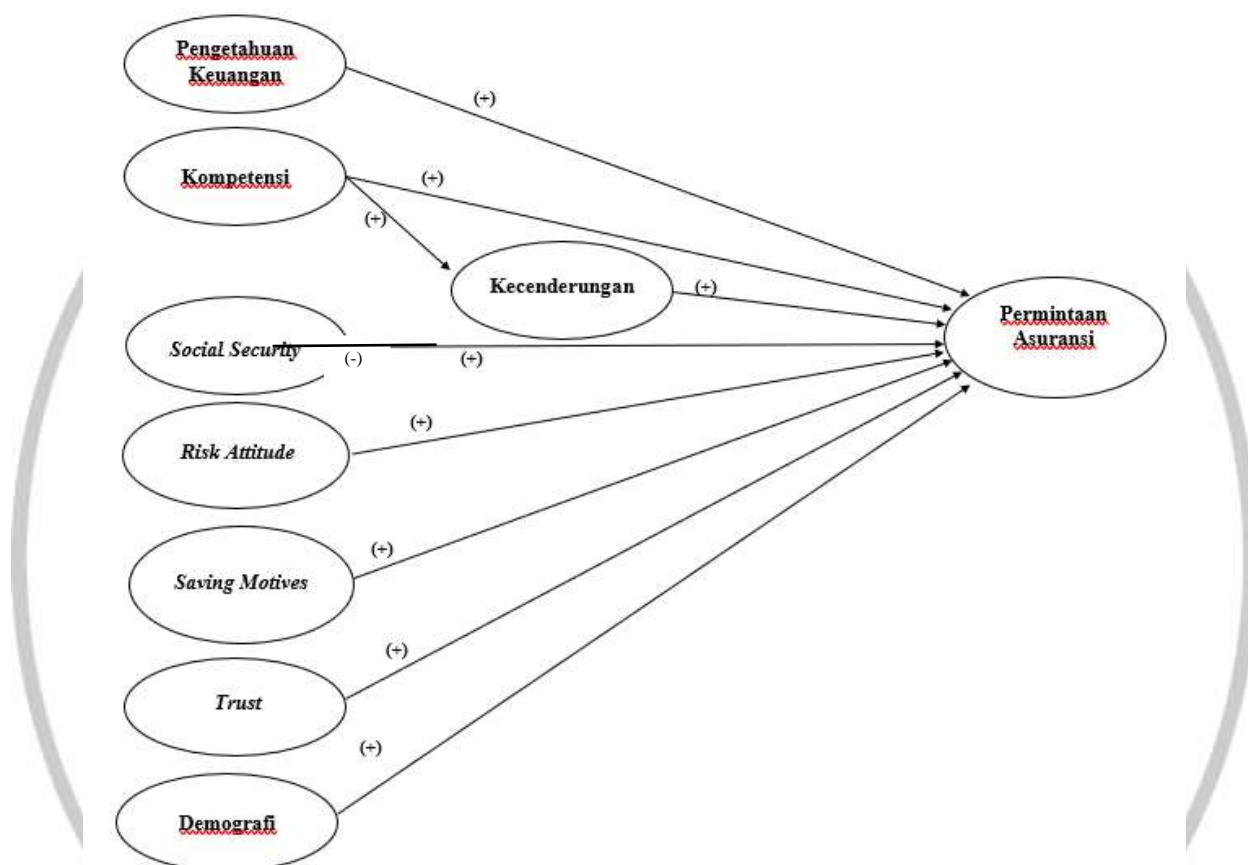 Pengetahuan
Keuangan
(+)
Kompetensi
(+)
(+)
Kecenderungan
(+)
Permintaan
Asuransi
Social Security
(-)
(+)
Risk Attitude
(+)
Saving Motives
(+)
Trust
(+)
Demografi
(+)